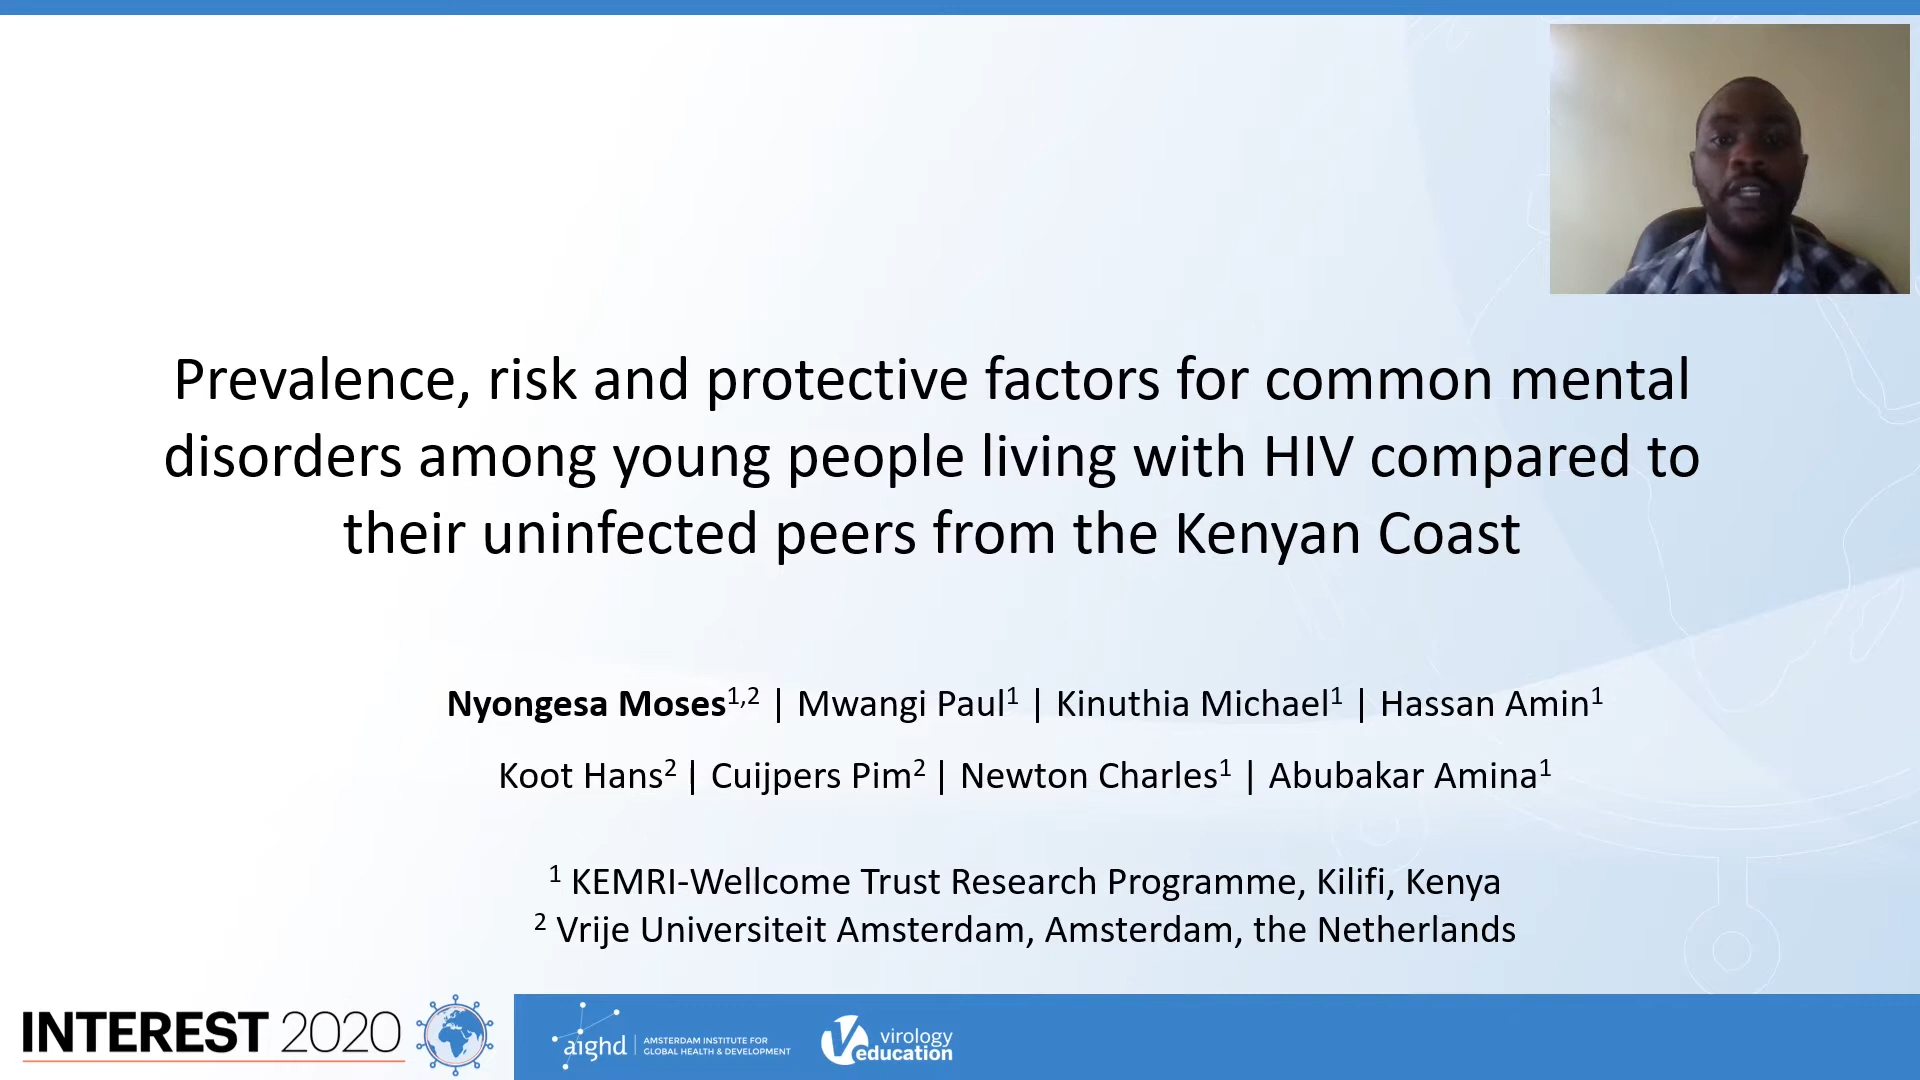 Prevalence, risk and protective factors for common mental
disorders among young people living with HIV compared to
their uninfected peers from the Kenyan Coast
Nyongesa Moses1,2 | Mwangi Paul1 | Kinuthia Michael1 | Hassan Amin1
Koot Hans2 | Cuijpers Pim2 | Newton Charles1 | Abubakar Amina1
1 KEMRI-Wellcome Trust Research Programme, Kilifi, Kenya
2 Vrije Universiteit Amsterdam, Amsterdam, the Netherlands
INTEREST 2020
aighd
AMSTERDAM INSTITUTE FOR
GLOBAL HEALTH & DEVELOPMENT
virology
education